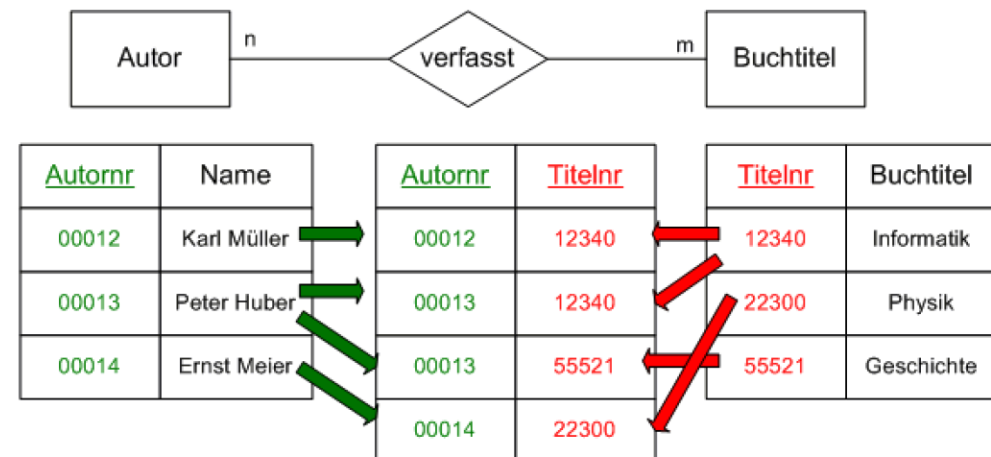 Autor n verfasst m Buchtitel
Autornr Name Autornr Titelnr Titelnr Buchtitel
00012 Karl Müller 00012 12340 12340 Informatik
00013 Peter Huber 00013 12340 22300 Physik
00014 Ernst Meier 00013 55521 55521 Geschichte
00014 22300